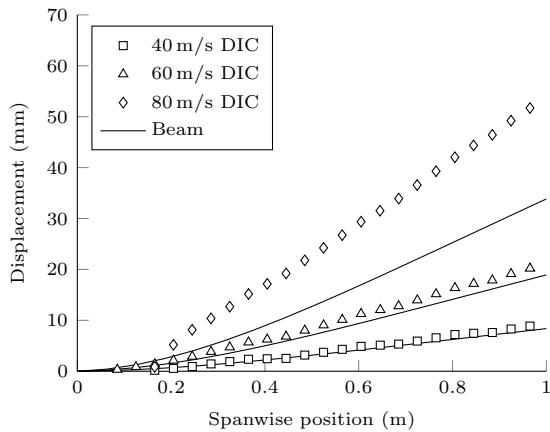 70
60
50
40
30
20
10
0
Displacement (mm)
40 m/s DIC
60 m/s DIC
80 m/s DIC
Beam
0
0.2
0.4
0.6
0.8
1
Spanwise position (m)